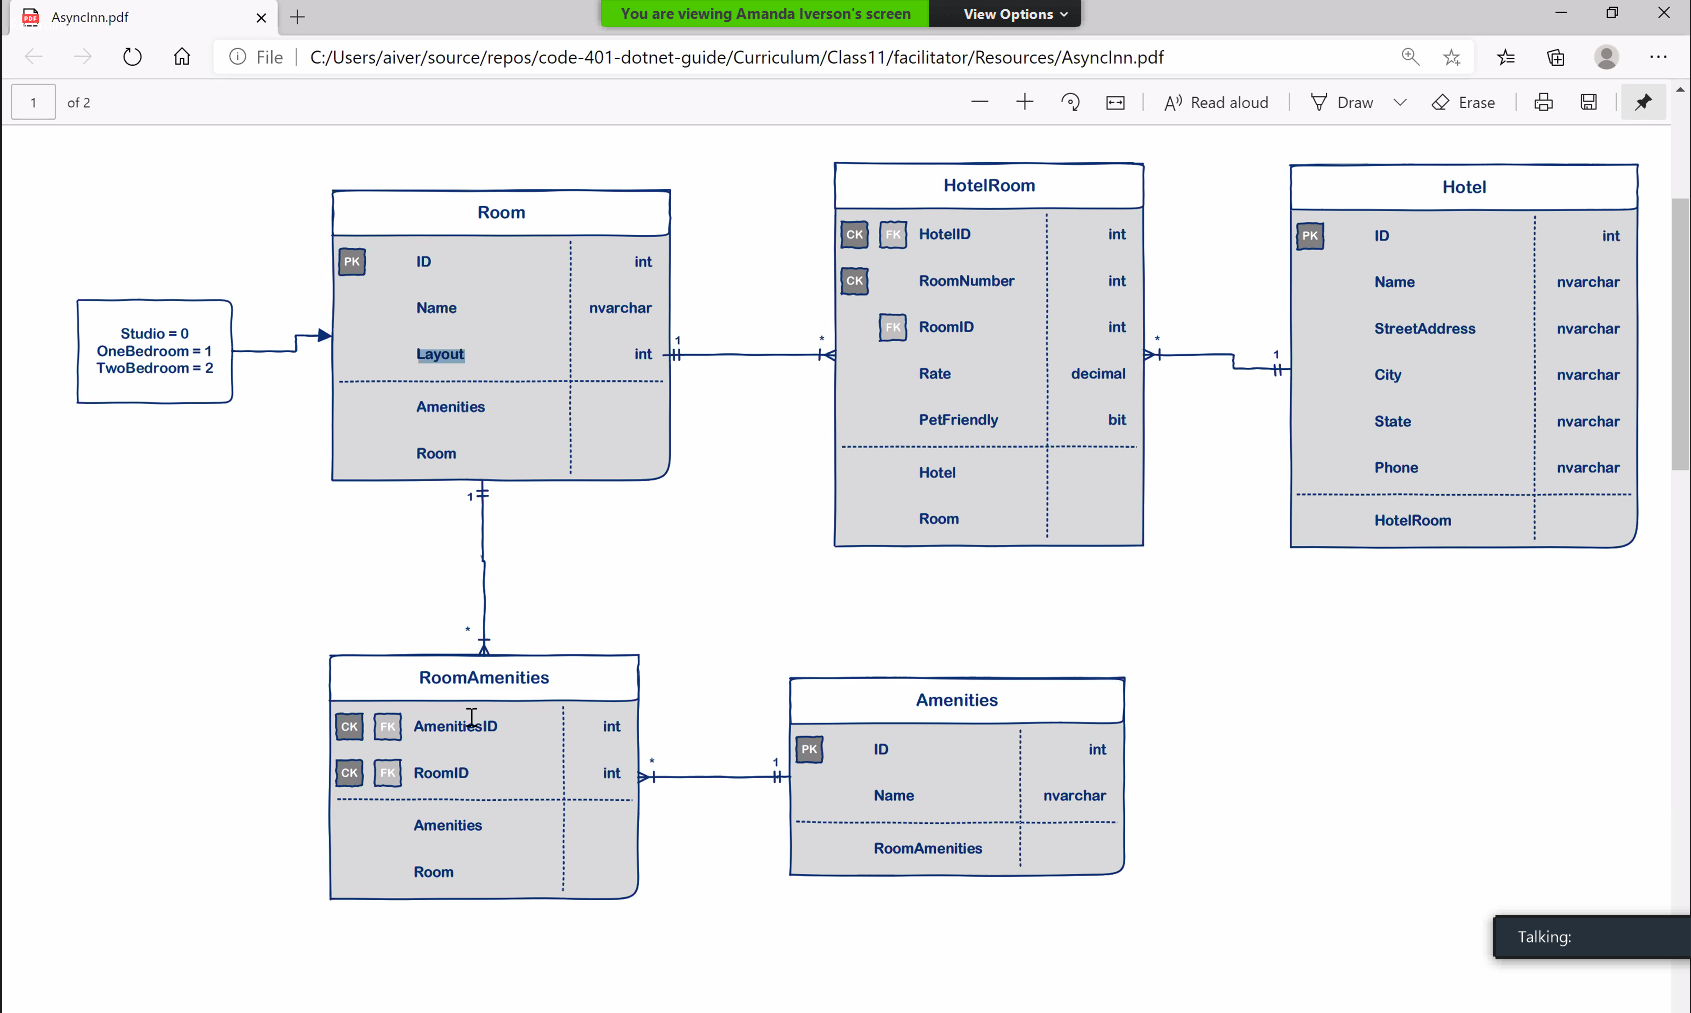 AsyncInn.pdf
You are viewing Amanda Iverson's screen
View Options
File
C:/Users/aiver/source/repos/code-401-dotnet-guide/Curriculum/Class11/facilitator/Resources/AsyncInn.pdf
1 of 2
Read aloud
Draw
Erase
Studio = 0
OneBedroom = 1
TwoBedroom = 2
Room
PK ID int
Name nvarchar
Layout int
Amenities
Room
1
*
HotelRoom
CK FK HotelID int
CK RoomNumber int
FK RoomID int
Rate decimal
PetFriendly bit
Hotel
Room
*
1
Hotel
PK ID int
Name nvarchar
StreetAddress nvarchar
City nvarchar
State nvarchar
Phone nvarchar
HotelRoom
1
*
RoomAmenities
CK FK AmenitiesID int
CK FK RoomID int
Amenities
Room
*
1
Amenities
PK ID int
Name nvarchar
RoomAmenities
Talking: